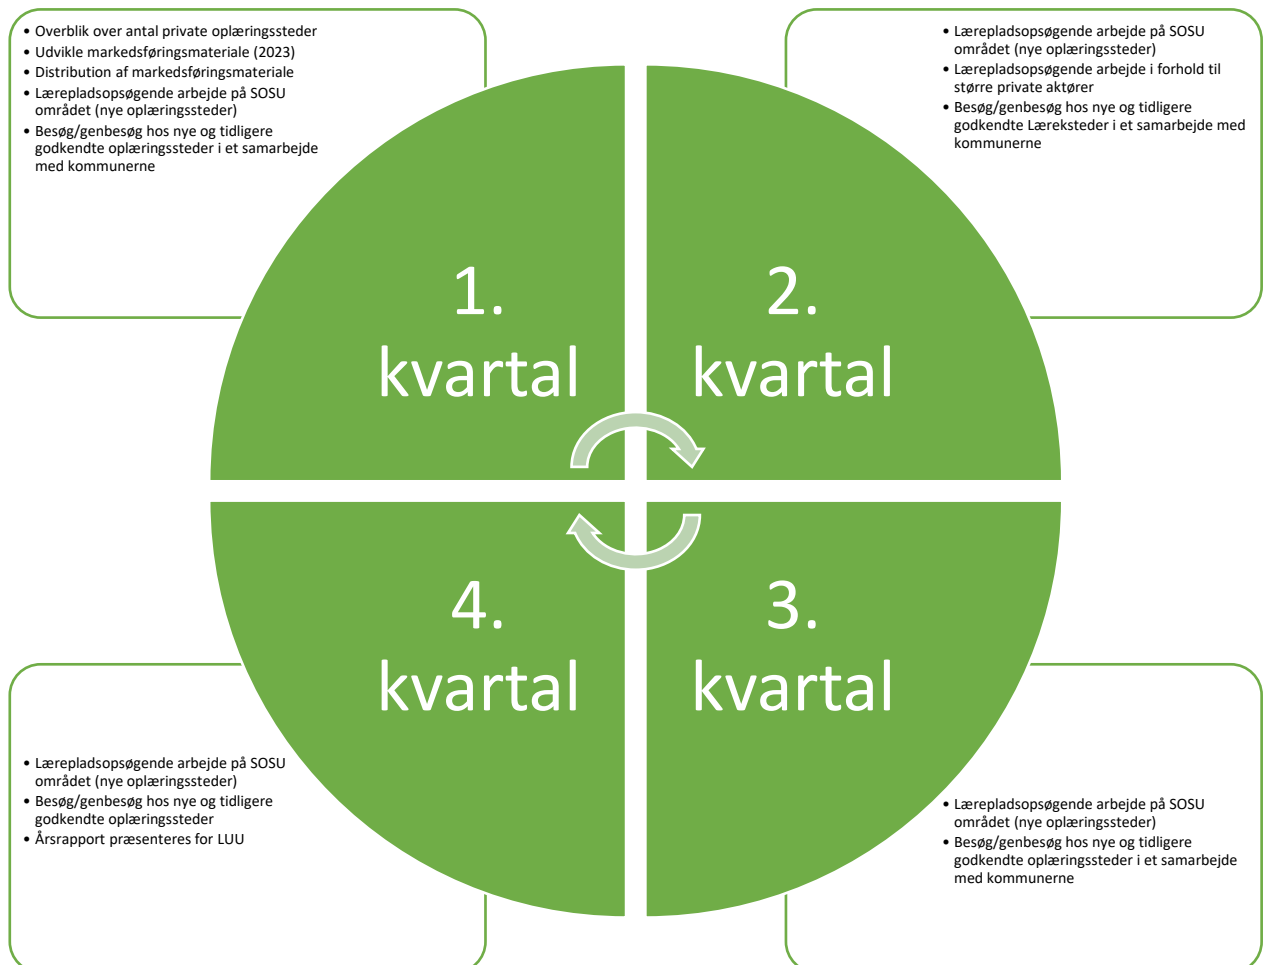 • Overblik over antal private oplæringssteder
• Udvikle markedsføringsmateriale (2023)
• Distribution af markedsføringsmateriale
• Lærepladsopsøgende arbejde på SOSU
området (nye oplæringssteder)
• Besøg/genbesøg hos nye og tidligere
godkendte oplæringssteder i et samarbejde
med kommunerne
• Lærepladsopsøgende arbejde på SOSU
området (nye oplæringssteder)
• Lærepladsopsøgende arbejde i forhold til
større private aktører
• Besøg/genbesøg hos nye og tidligere
godkendte Læreksteder i et samarbejde med
kommunerne
1.
kvartal
2.
kvartal
4.
kvartal
3.
kvartal
• Lærepladsopsøgende arbejde på SOSU
området (nye oplæringssteder)
• Besøg/genbesøg hos nye og tidligere
godkendte oplæringssteder
• Årsrapport præsenteres for LUU
• Lærepladsopsøgende arbejde på SOSU
området (nye oplæringssteder)
• Besøg/genbesøg hos nye og tidligere
godkendte oplæringssteder i et samarbejde
med kommunerne